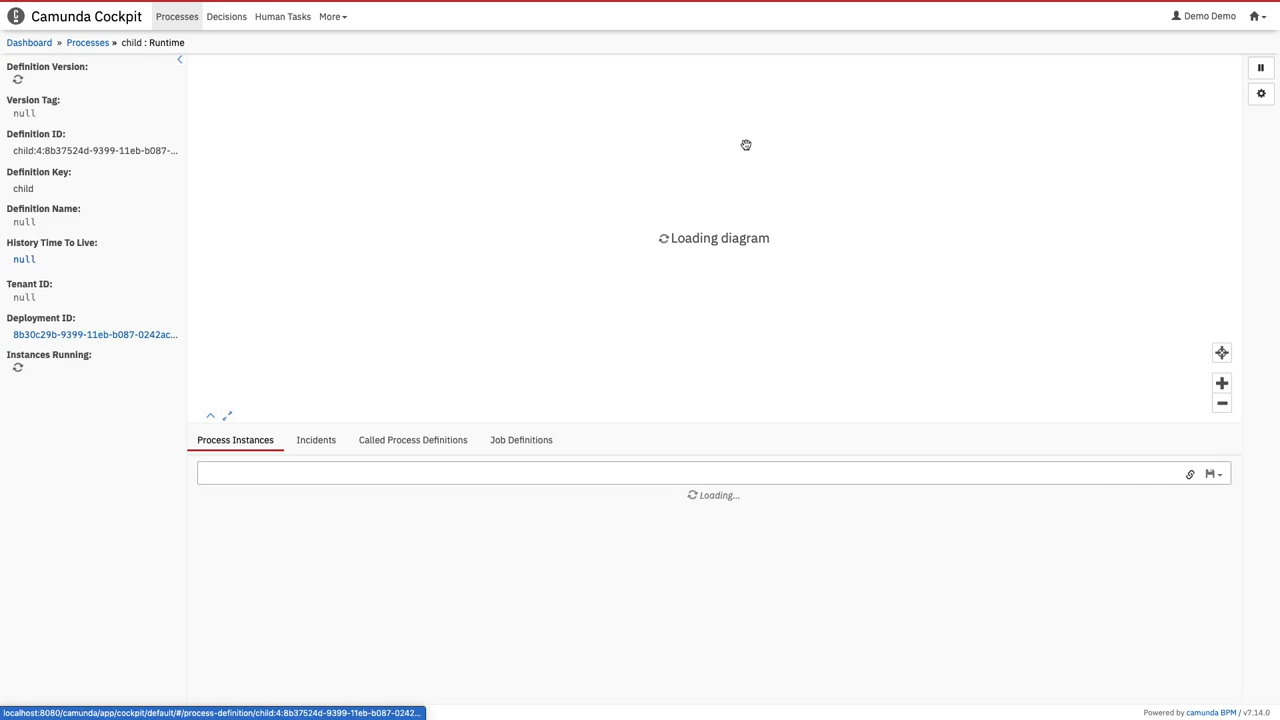 Camunda Cockpit Processes Decisions Human Tasks More Demo Demo
Dashboard » Processes » child : Runtime
Definition Version:
Version Tag:
null
Definition ID:
child:4:8b37524d-9399-11eb-b087-...
Definition Key:
child
Definition Name:
null
History Time To Live:
null
Tenant ID:
null
Deployment ID:
8b30c29b-9399-11eb-b087-0242ac...
Instances Running:
Loading diagram
Process Instances Incidents Called Process Definitions Job Definitions
Loading...
localhost:8080/camunda/app/cockpit/default/#/process-definition/child:4:8b37524d-9399-11eb-b087-0242...
Powered by camunda BPM / v7.14.0